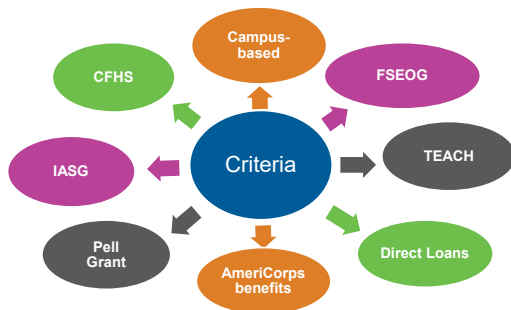 Campus-
based
CFHS
FSEOG
Criteria
TEACH
IASG
Pell
Grant
Direct Loans
AmeriCorps
benefits